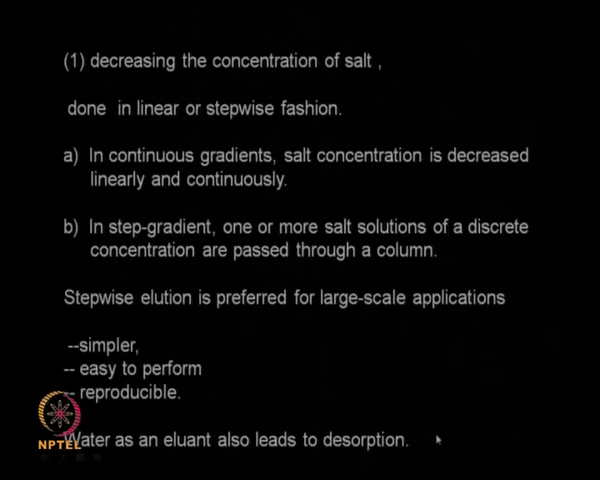 (1) decreasing the concentration of salt ,
done in linear or stepwise fashion.
a) In continuous gradients, salt concentration is decreased
linearly and continuously.
b) In step-gradient, one or more salt solutions of a discrete
concentration are passed through a column.
Stepwise elution is preferred for large-scale applications
--simpler,
-- easy to perform
-- reproducible.
Water as an eluant also leads to desorption.
NPTEL